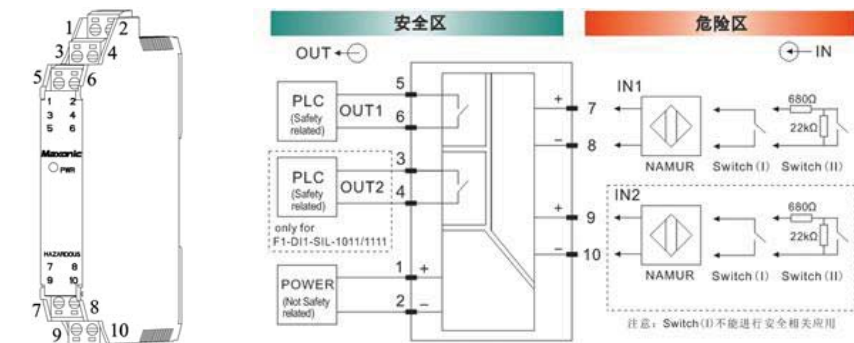 1
2
3
4
5
6
1 2
3 4
5 6
Maxonic
PWR
HAZARDOUS
7 8
9 10
7
8
9
10
安全区
危险区
OUT
IN
PLC
(Safety
related)
OUT1
5
6
PLC
(Safety
related)
OUT2
3
4
only for
F1-DI1-SIL-1011/1111
POWER
(Not Safety
related)
1 +
2 −
+ 7
− 8
+ 9
− 10
IN1
NAMUR
Switch(I)
Switch(II)
680Ω
22kΩ
IN2
NAMUR
Switch(I)
Switch(II)
680Ω
22kΩ
注意：Switch(I)不能进行安全相关应用